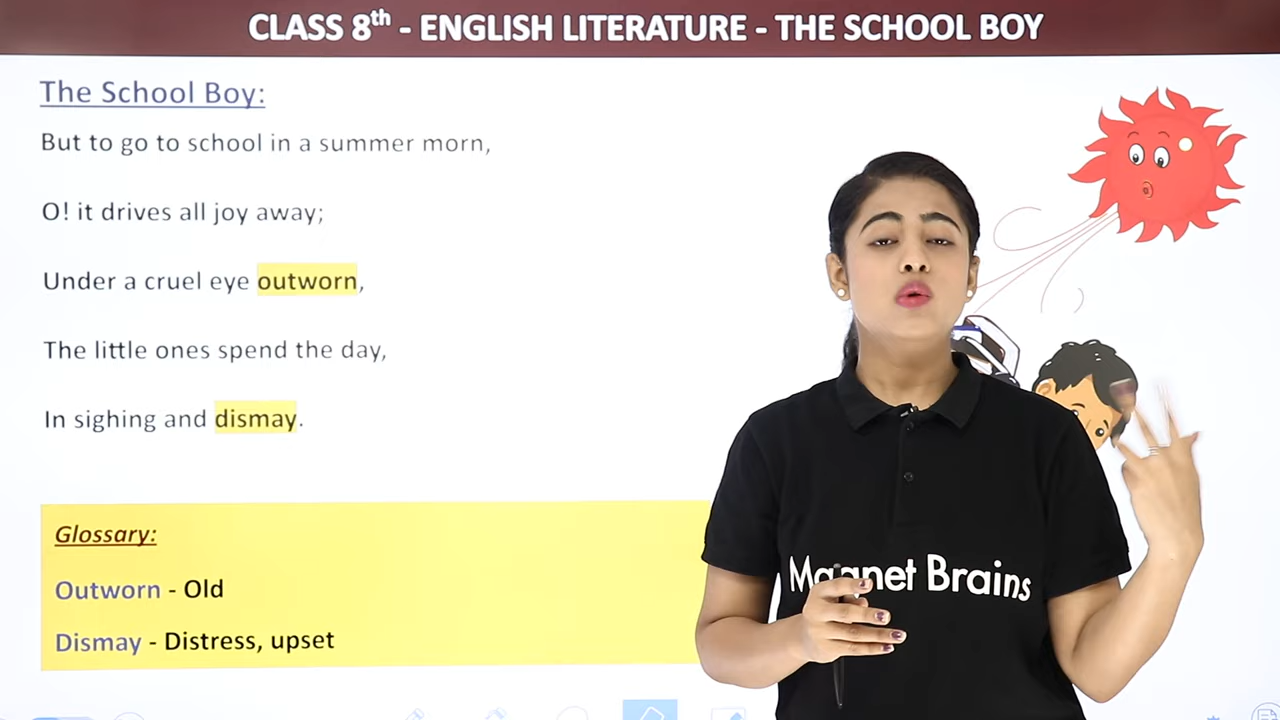 CLASS 8th - ENGLISH LITERATURE - THE SCHOOL BOY
The School Boy:
But to go to school in a summer morn,
O! it drives all joy away;
Under a cruel eye outworn,
The little ones spend the day,
In sighing and dismay.
Glossary:
Outworn - Old
Dismay - Distress, upset
Magnet Brains